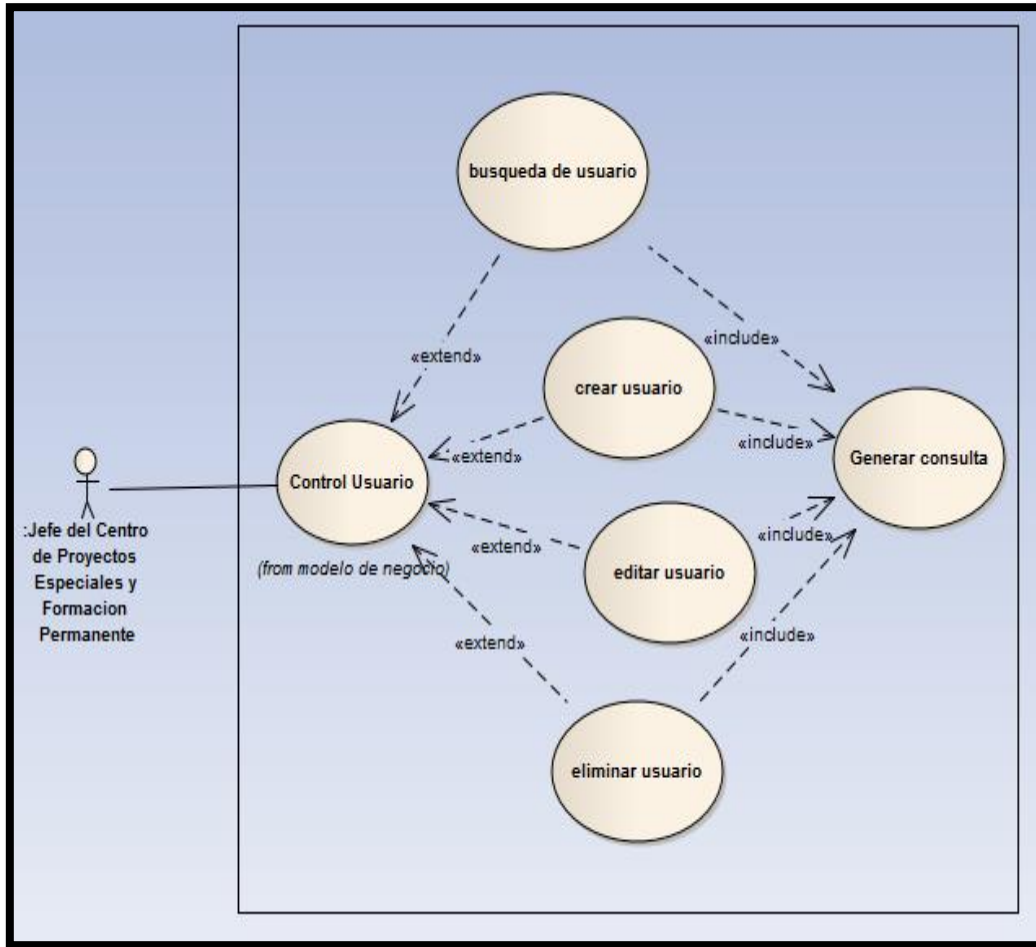 busqueda de usuario
«extend»
«include»
crear usuario
«extend»
«include»
Control Usuario
(from modelo de negocio)
Generar consulta
:Jefe del Centro
de Proyectos
Especiales y
Formacion
Permanente
«extend»
«include»
editar usuario
«extend»
«include»
eliminar usuario